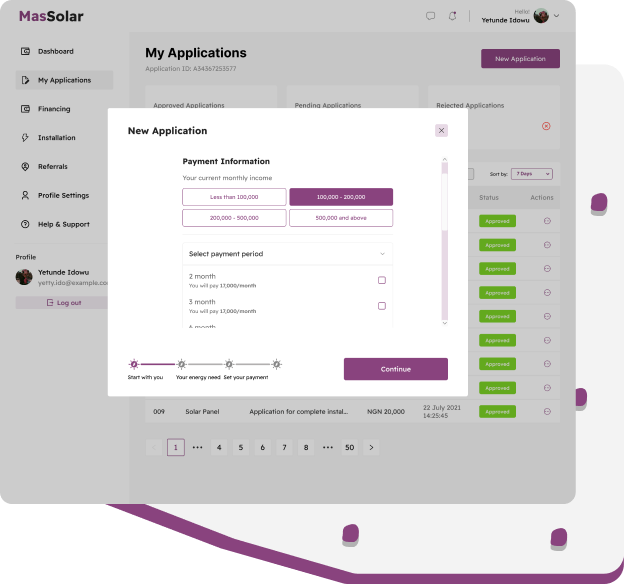 MasSolar
Hello!
Yetunde Idowu
Dashboard
My Applications
Financing
Installation
Referrals
Profile Settings
Help & Support
Profile
Yetunde Idowu
yetty.ido@example.co
Log out
My Applications
Application ID: A34567253577
New Application
Approved Applications
Pending Applications
Rejected Applications
Sort by:
7 Days
Status
Actions
Approved
Approved
Approved
Approved
Approved
Approved
Approved
Approved
New Application
Payment Information
Your current monthly income
Less than 100,000
100,000 - 200,000
200,000 - 500,000
500,000 and above
Select payment period
2 month
You will pay 17,000/month
3 month
You will pay 17,000/month
6 month
Start with you
Your energy need
Set your payment
Continue
009 Solar Panel Application for complete instal... NGN 20,000 22 July 2021 14:25:45 Approved
1 ••• 4 5 6 7 8 ••• 50